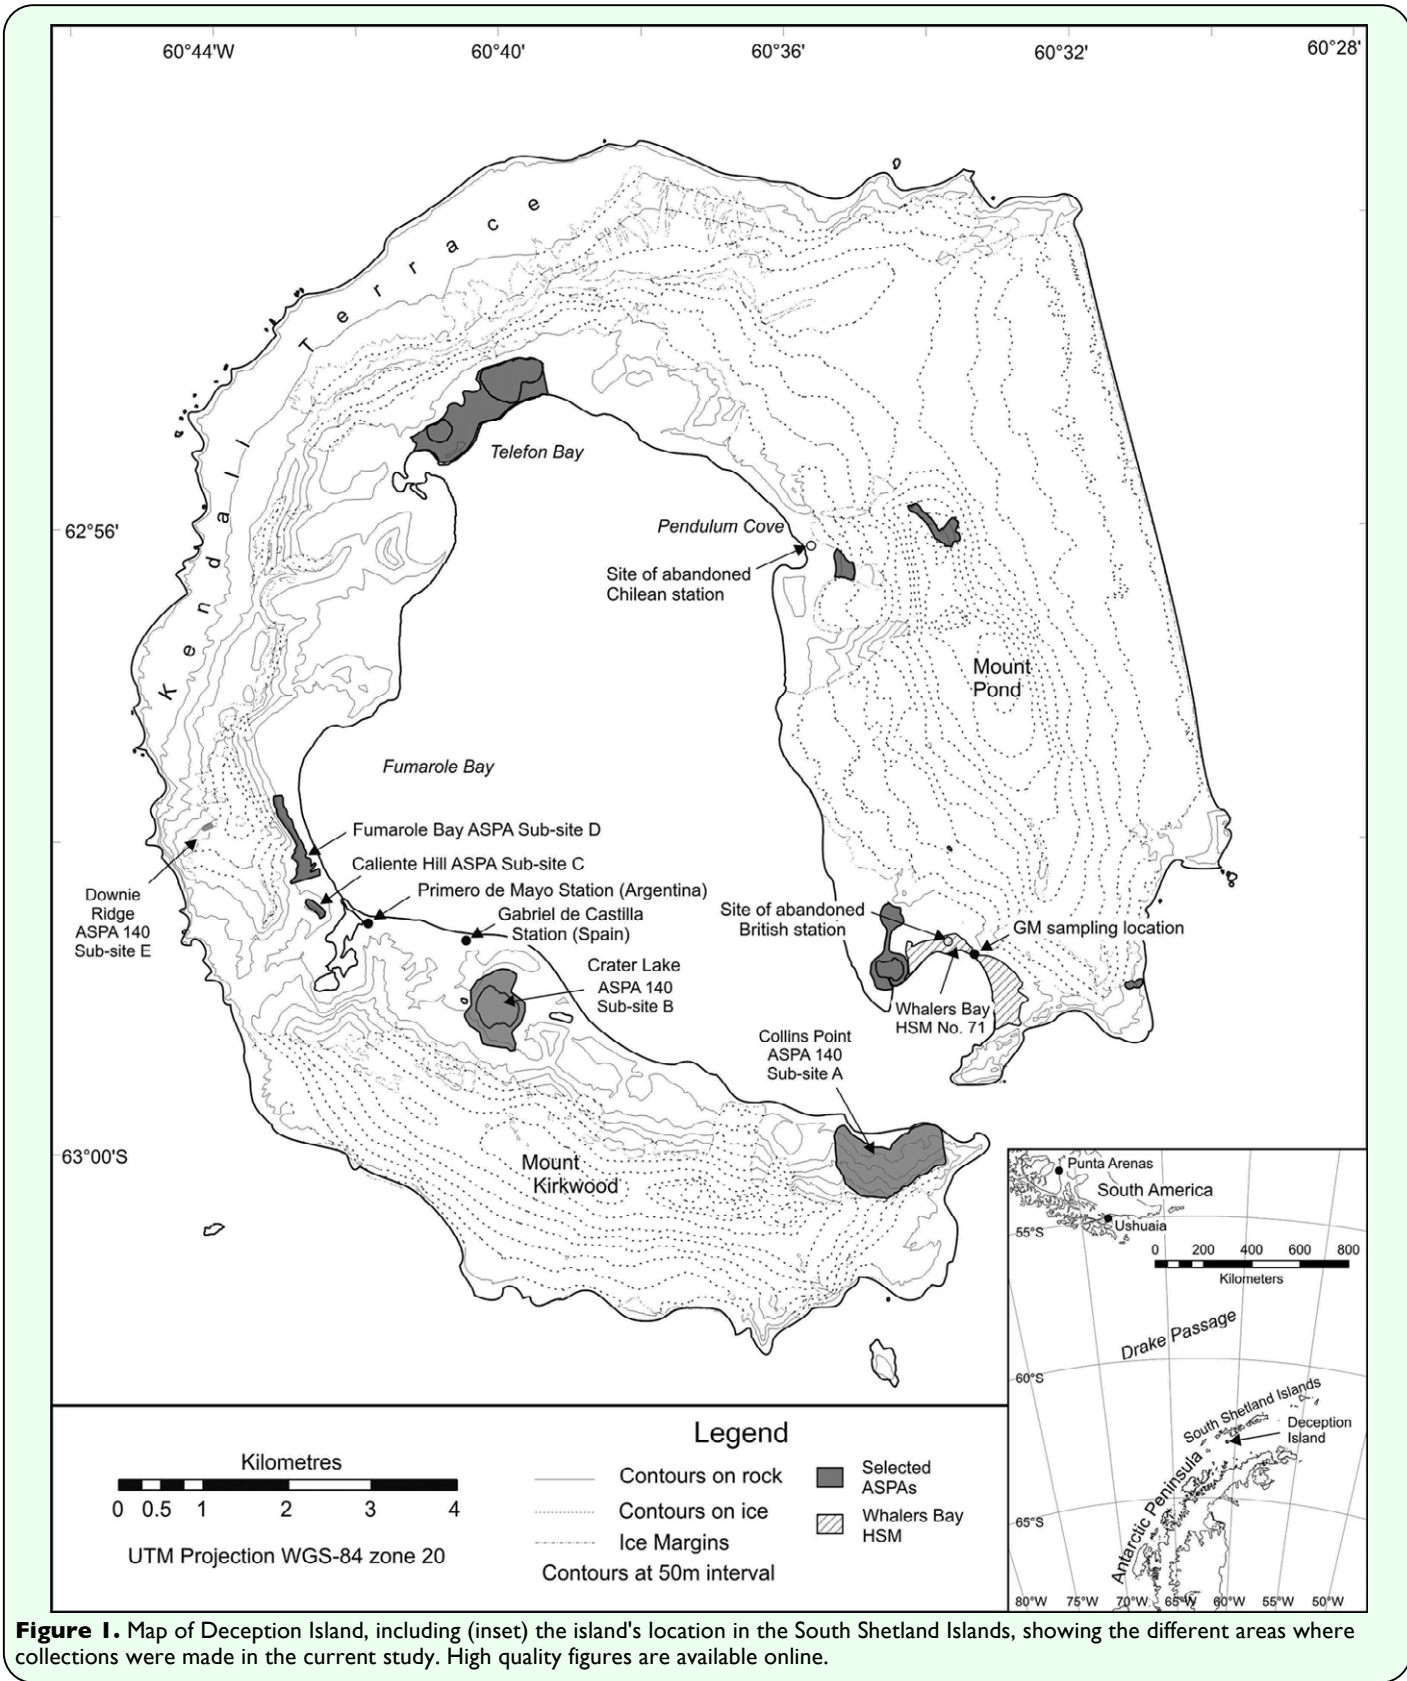 60°44'W
60°40'
60°36'
60°32'
60°28'
Kendall Terrace
Telefon Bay
62°56'
Pendulum Cove
Site of abandoned
Chilean station
Mount
Pond
Fumarole Bay
Fumarole Bay ASPA Sub-site D
Caliente Hill ASPA Sub-site C
Primero de Mayo Station (Argentina)
Gabriel de Castilla
Station (Spain)
Downie
Ridge
ASPA 140
Sub-site E
Site of abandoned
British station
GM sampling location
Crater Lake
ASPA 140
Sub-site B
Whalers Bay
HSM No. 71
Collins Point
ASPA 140
Sub-site A
63°00'S
Mount
Kirkwood
Punta Arenas
South America
Ushuaia
55°S
0 200 400 600 800
Kilometers
Drake Passage
60°S
South Shetland Islands
Deception
Island
Antarctic Peninsula
65°S
80°W 75°W 70°W 65°W 60°W 55°W 50°W
Kilometres
0 0.5 1 2 3 4
UTM Projection WGS-84 zone 20
Legend
Contours on rock
Contours on ice
Ice Margins
Contours at 50m interval
Selected
ASPAs
Whalers Bay
HSM
Figure 1. Map of Deception Island, including (inset) the island's location in the South Shetland Islands, showing the different areas where
collections were made in the current study. High quality figures are available online.